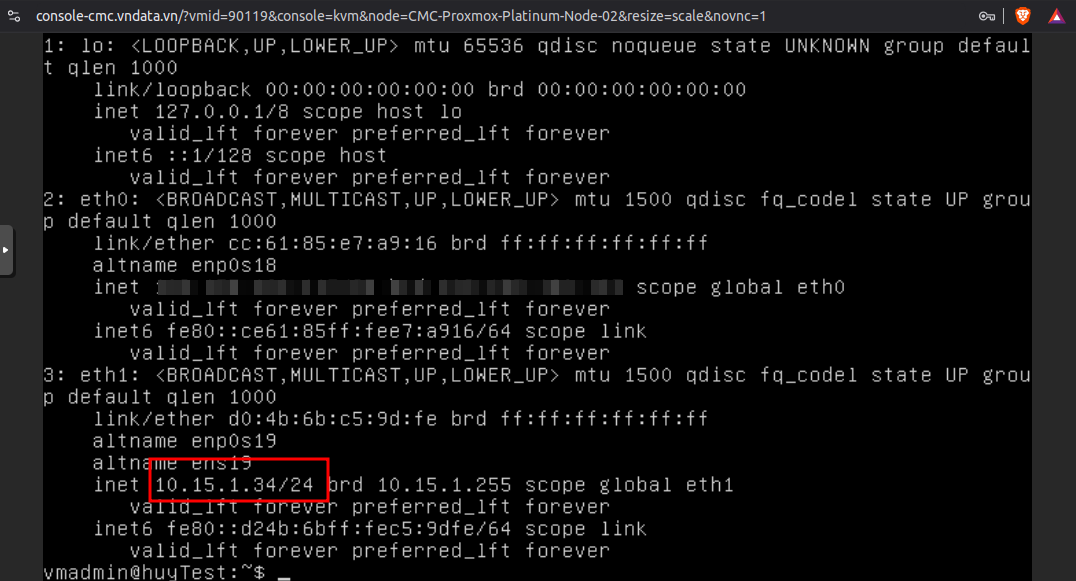 console-cmc.vndata.vn/?vmid=90119&console=kvm&node=CMC-Proxmox-Platinum-Node-02&resize=scale&novnc=1
1: lo: <LOOPBACK,UP,LOWER_UP> mtu 65536 qdisc noqueue state UNKNOWN group defaul
t qlen 1000
link/loopback 00:00:00:00:00:00 brd 00:00:00:00:00:00
inet 127.0.0.1/8 scope host lo
valid_lft forever preferred_lft forever
inet6 ::1/128 scope host
valid_lft forever preferred_lft forever
2: eth0: <BROADCAST,MULTICAST,UP,LOWER_UP> mtu 1500 qdisc fq_codel state UP grou
p default qlen 1000
link/ether cc:61:85:e7:a9:16 brd ff:ff:ff:ff:ff:ff
altname enp0s18
inet scope global eth0
valid_lft forever preferred_lft forever
inet6 fe80::ce61:85ff:fee7:a916/64 scope link
valid_lft forever preferred_lft forever
3: eth1: <BROADCAST,MULTICAST,UP,LOWER_UP> mtu 1500 qdisc fq_codel state UP grou
p default qlen 1000
link/ether d0:4b:6b:c5:9d:fe brd ff:ff:ff:ff:ff:ff
altname enp0s19
altname ens19
inet 10.15.1.34/24 brd 10.15.1.255 scope global eth1
valid_lft forever preferred_lft forever
inet6 fe80::d24b:6bff:fec5:9dfe/64 scope link
valid_lft forever preferred_lft forever
vmadmin@huyTest:~$ _